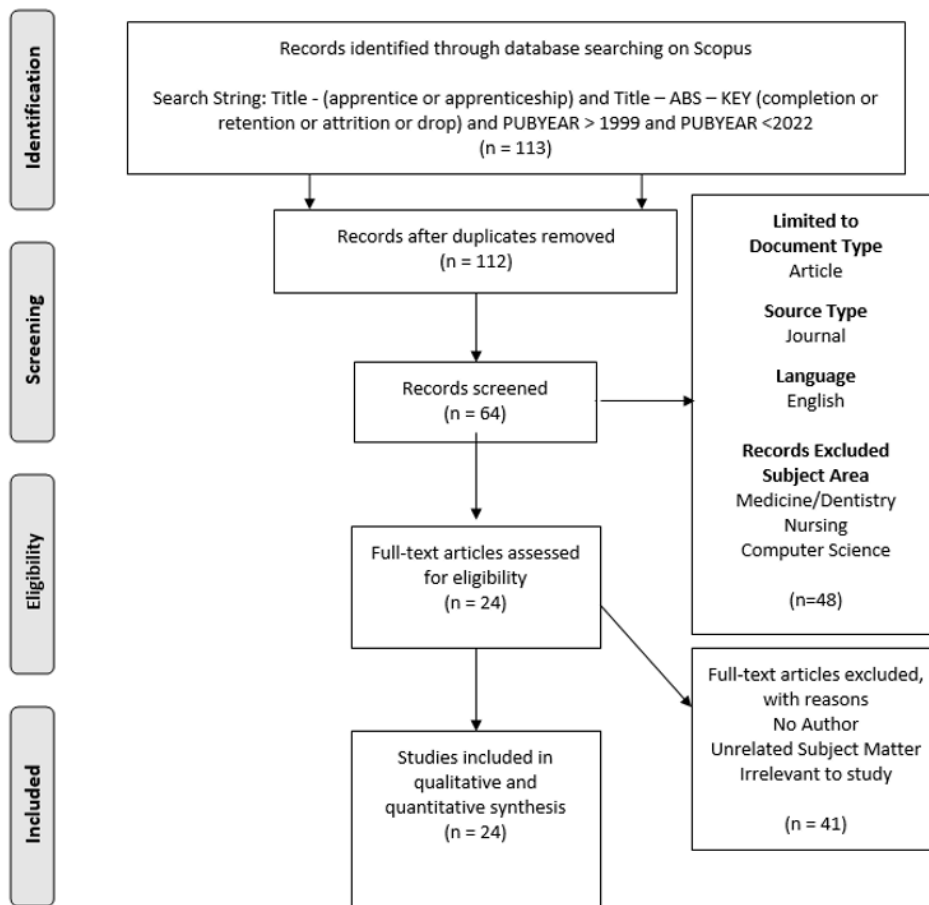 Identification
Records identified through database searching on Scopus
Search String: Title - (apprentice or apprenticeship) and Title – ABS – KEY (completion or
retention or attrition or drop) and PUBYEAR > 1999 and PUBYEAR <2022
(n = 113)
Records after duplicates removed
(n = 112)
Screening
Records screened
(n = 64)
Limited to
Document Type
Article
Source Type
Journal
Language
English
Records Excluded
Subject Area
Medicine/Dentistry
Nursing
Computer Science
(n=48)
Eligibility
Full-text articles assessed
for eligibility
(n = 24)
Full-text articles excluded,
with reasons
No Author
Unrelated Subject Matter
Irrelevant to study
(n = 41)
Included
Studies included in
qualitative and
quantitative synthesis
(n = 24)